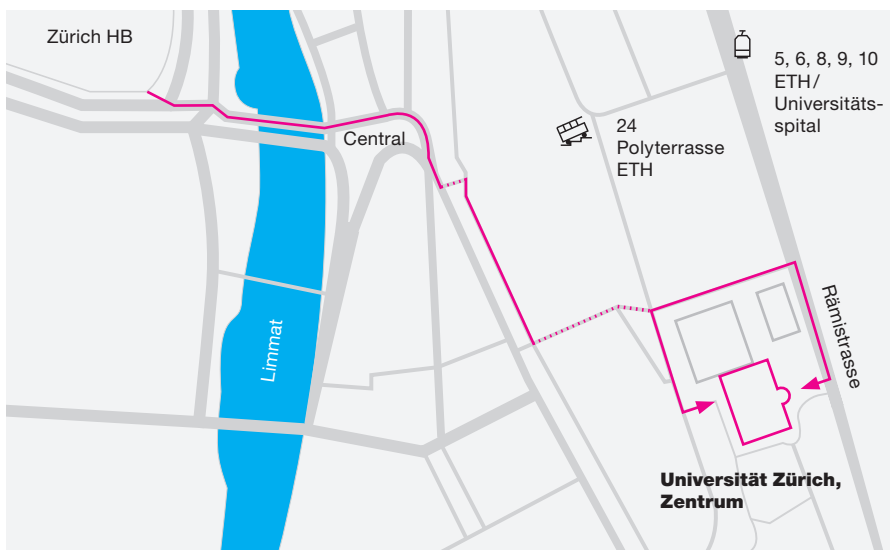 Zürich HB
5, 6, 8, 9, 10
ETH/
Universitäts-
spital
24
Polyterrasse
ETH
Central
Limmat
Rämistrasse
Universität Zürich,
Zentrum